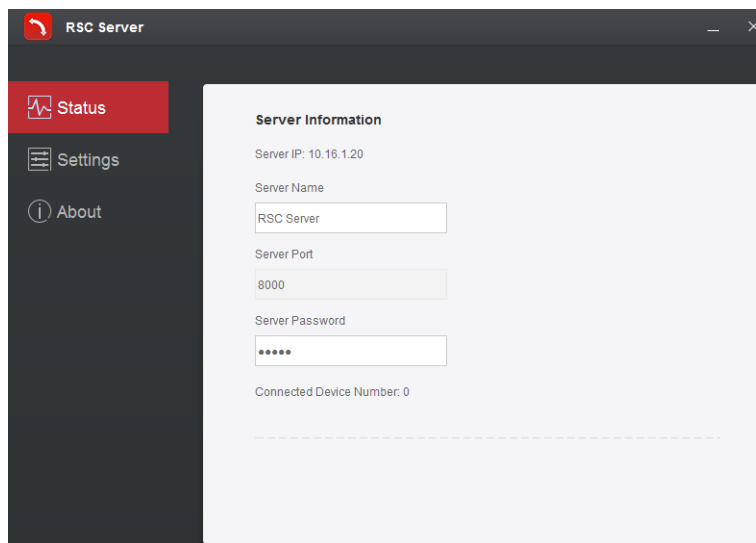 RSC Server
Status
Settings
About
Server Information
Server IP: 10.16.1.20
Server Name
RSC Server
Server Port
8000
Server Password
●●●●●
Connected Device Number: 0